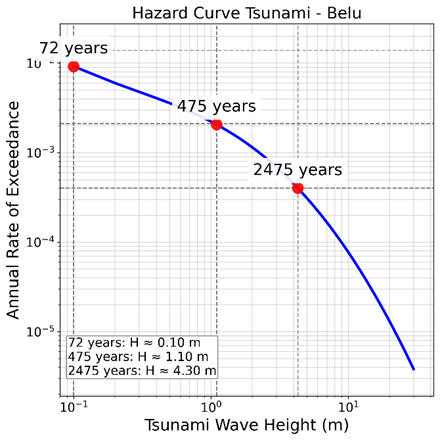 Hazard Curve Tsunami - Belu
72 years
475 years
2475 years
10⁻³
10⁻⁴
10⁻⁵
Annual Rate of Exceedance
72 years: H ≈ 0.10 m
475 years: H ≈ 1.10 m
2475 years: H ≈ 4.30 m
10⁻¹ 10⁰ 10¹
Tsunami Wave Height (m)